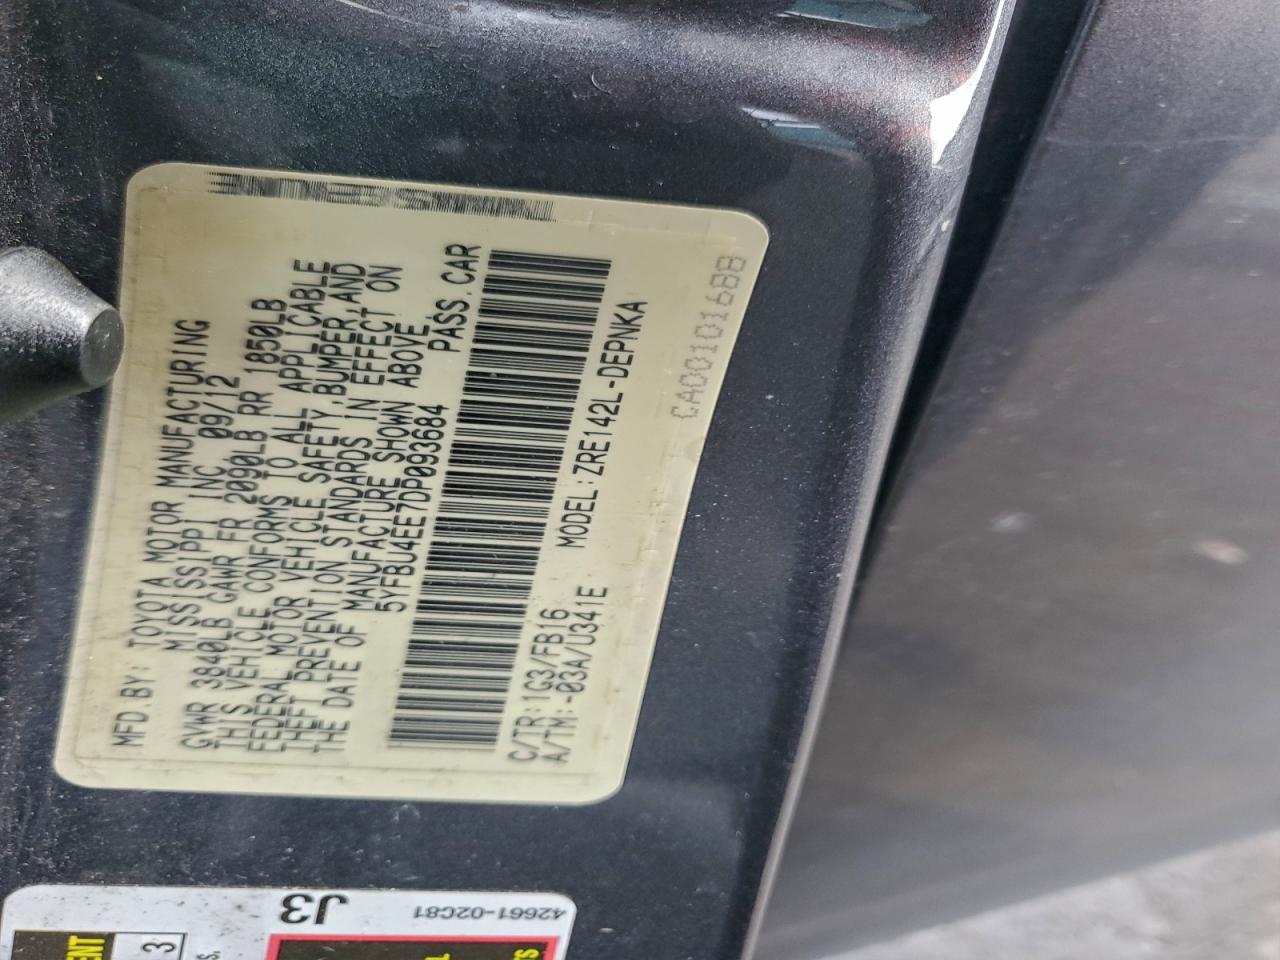 MFD.BY: TOYOTA MOTOR MANUFACTURING
MISSISSIPPI INC 09/12
GVWR 3840LB GAWR FR 2090LB RR 1850LB
THIS VEHICLE CONFORMS TO ALL APPLICABLE
FEDERAL MOTOR VEHICLE SAFETY BUMPER,AND
THEFT PREVENTION STANDARDS IN EFFECT ON
THE DATE OF MANUFACTURE SHOWN ABOVE.
5YFBU4EE7DP093684 PASS.CAR
C/TR:1G3/FB16
A/TM:-03A/U341E MODEL:ZRE142L-DEPNKA
CA00101688
J3
42661-02C81
3